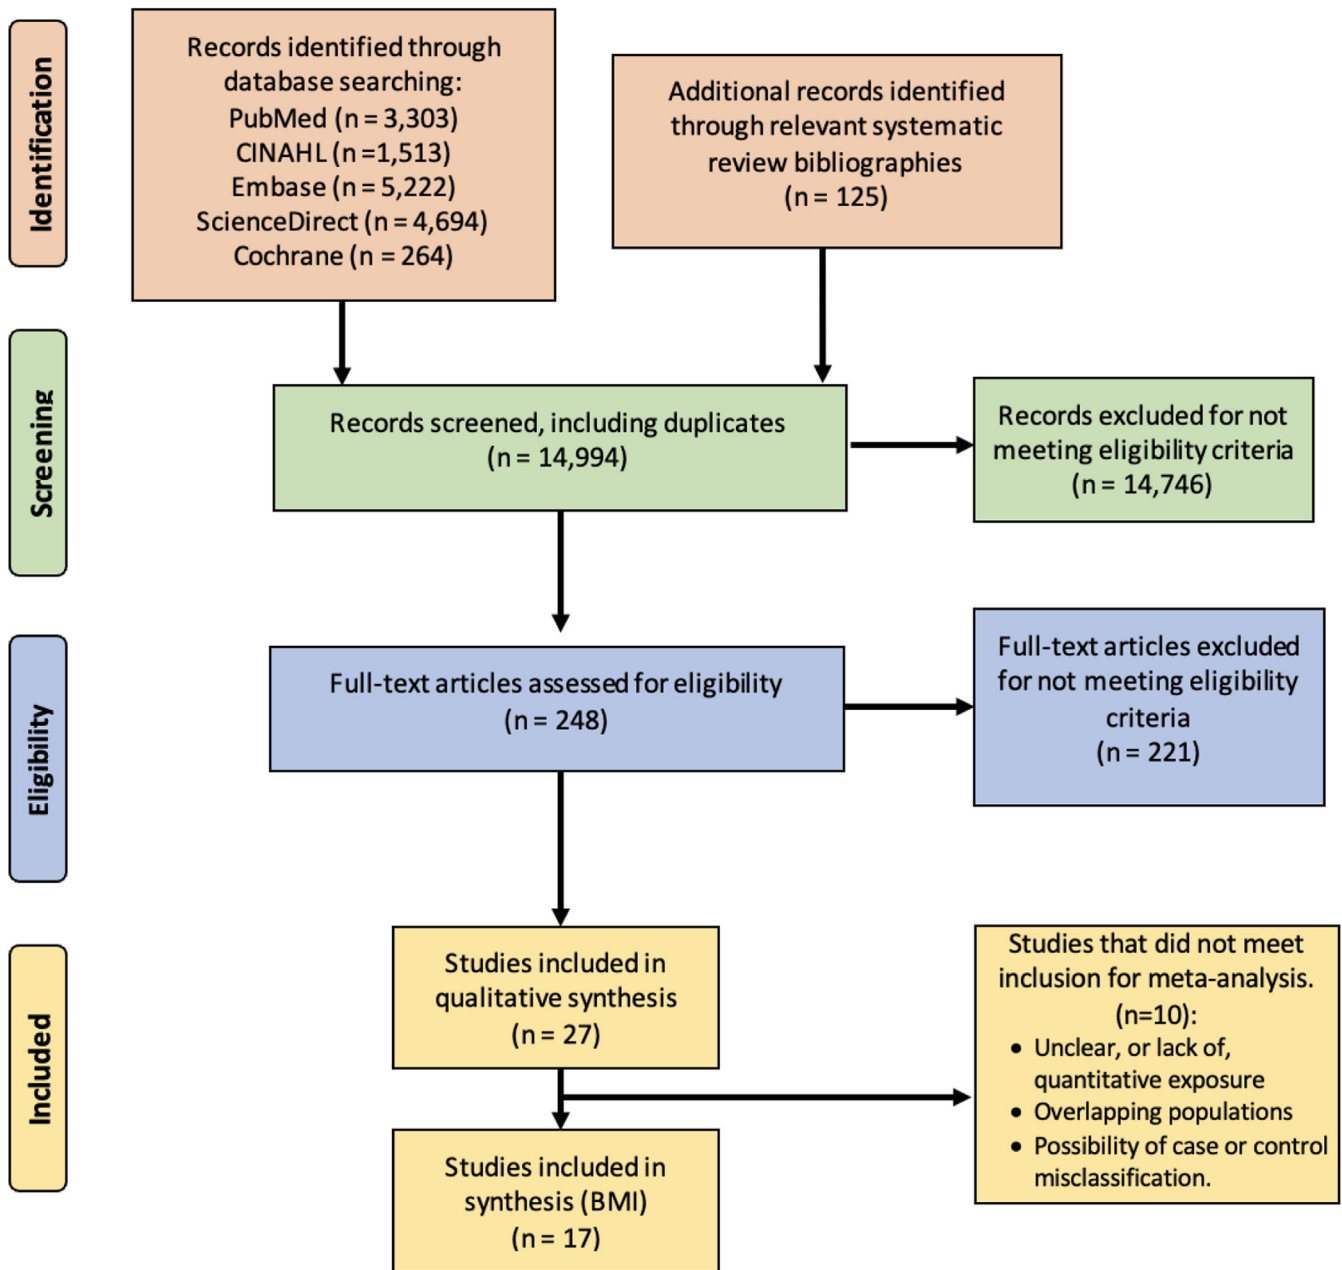 Identification
Records identified through
database searching:
PubMed (n = 3,303)
CINAHL (n =1,513)
Embase (n = 5,222)
ScienceDirect (n = 4,694)
Cochrane (n = 264)
Additional records identified
through relevant systematic
review bibliographies
(n = 125)
Screening
Records screened, including duplicates
(n = 14,994)
Records excluded for not
meeting eligibility criteria
(n = 14,746)
Eligibility
Full-text articles assessed for eligibility
(n = 248)
Full-text articles excluded
for not meeting eligibility
criteria
(n = 221)
Included
Studies included in
qualitative synthesis
(n = 27)
Studies that did not meet
inclusion for meta-analysis.
(n=10):
• Unclear, or lack of,
quantitative exposure
• Overlapping populations
• Possibility of case or control
misclassification.
Studies included in
synthesis (BMI)
(n = 17)